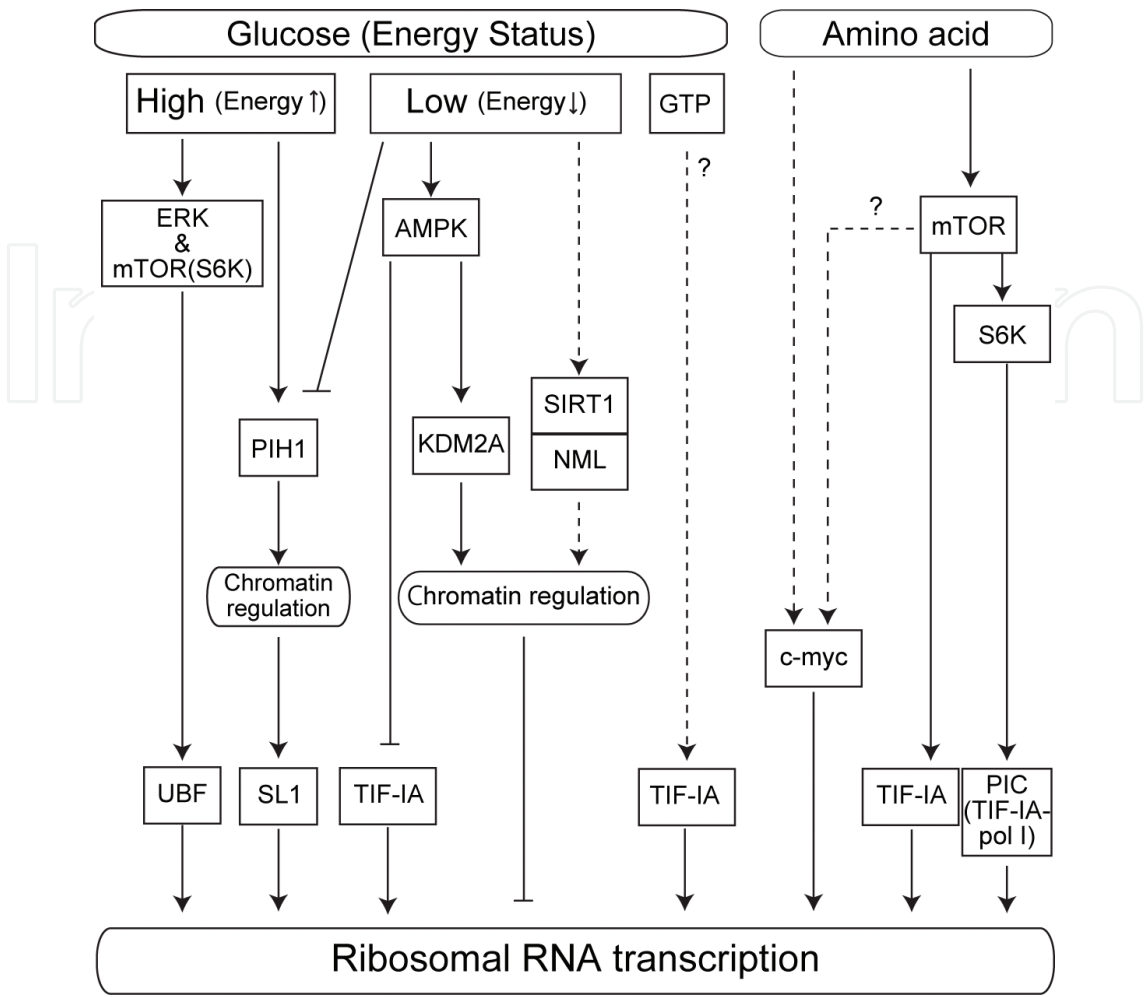 Glucose (Energy Status)
Amino acid
High (Energy ↑)
Low (Energy↓)
GTP
?
ERK
&
mTOR(S6K)
AMPK
?
mTOR
S6K
SIRT1
NML
PIH1
KDM2A
Chromatin
regulation
Chromatin regulation
c-myc
UBF
SL1
TIF-IA
TIF-IA
TIF-IA
PIC
(TIF-IA-
pol I)
Ribosomal RNA transcription